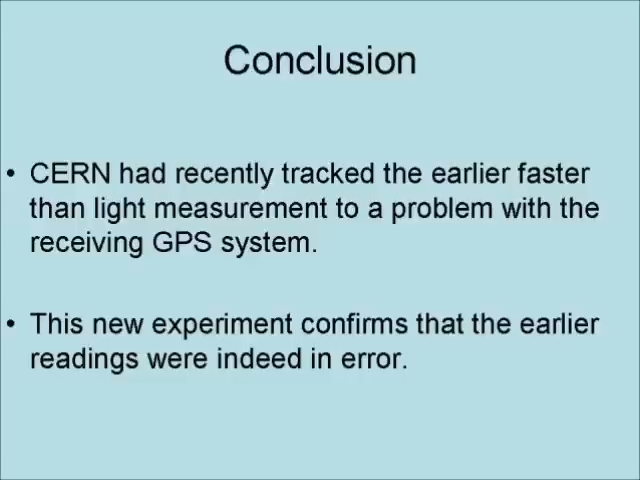 Conclusion
• CERN had recently tracked the earlier faster
than light measurement to a problem with the
receiving GPS system.
• This new experiment confirms that the earlier
readings were indeed in error.